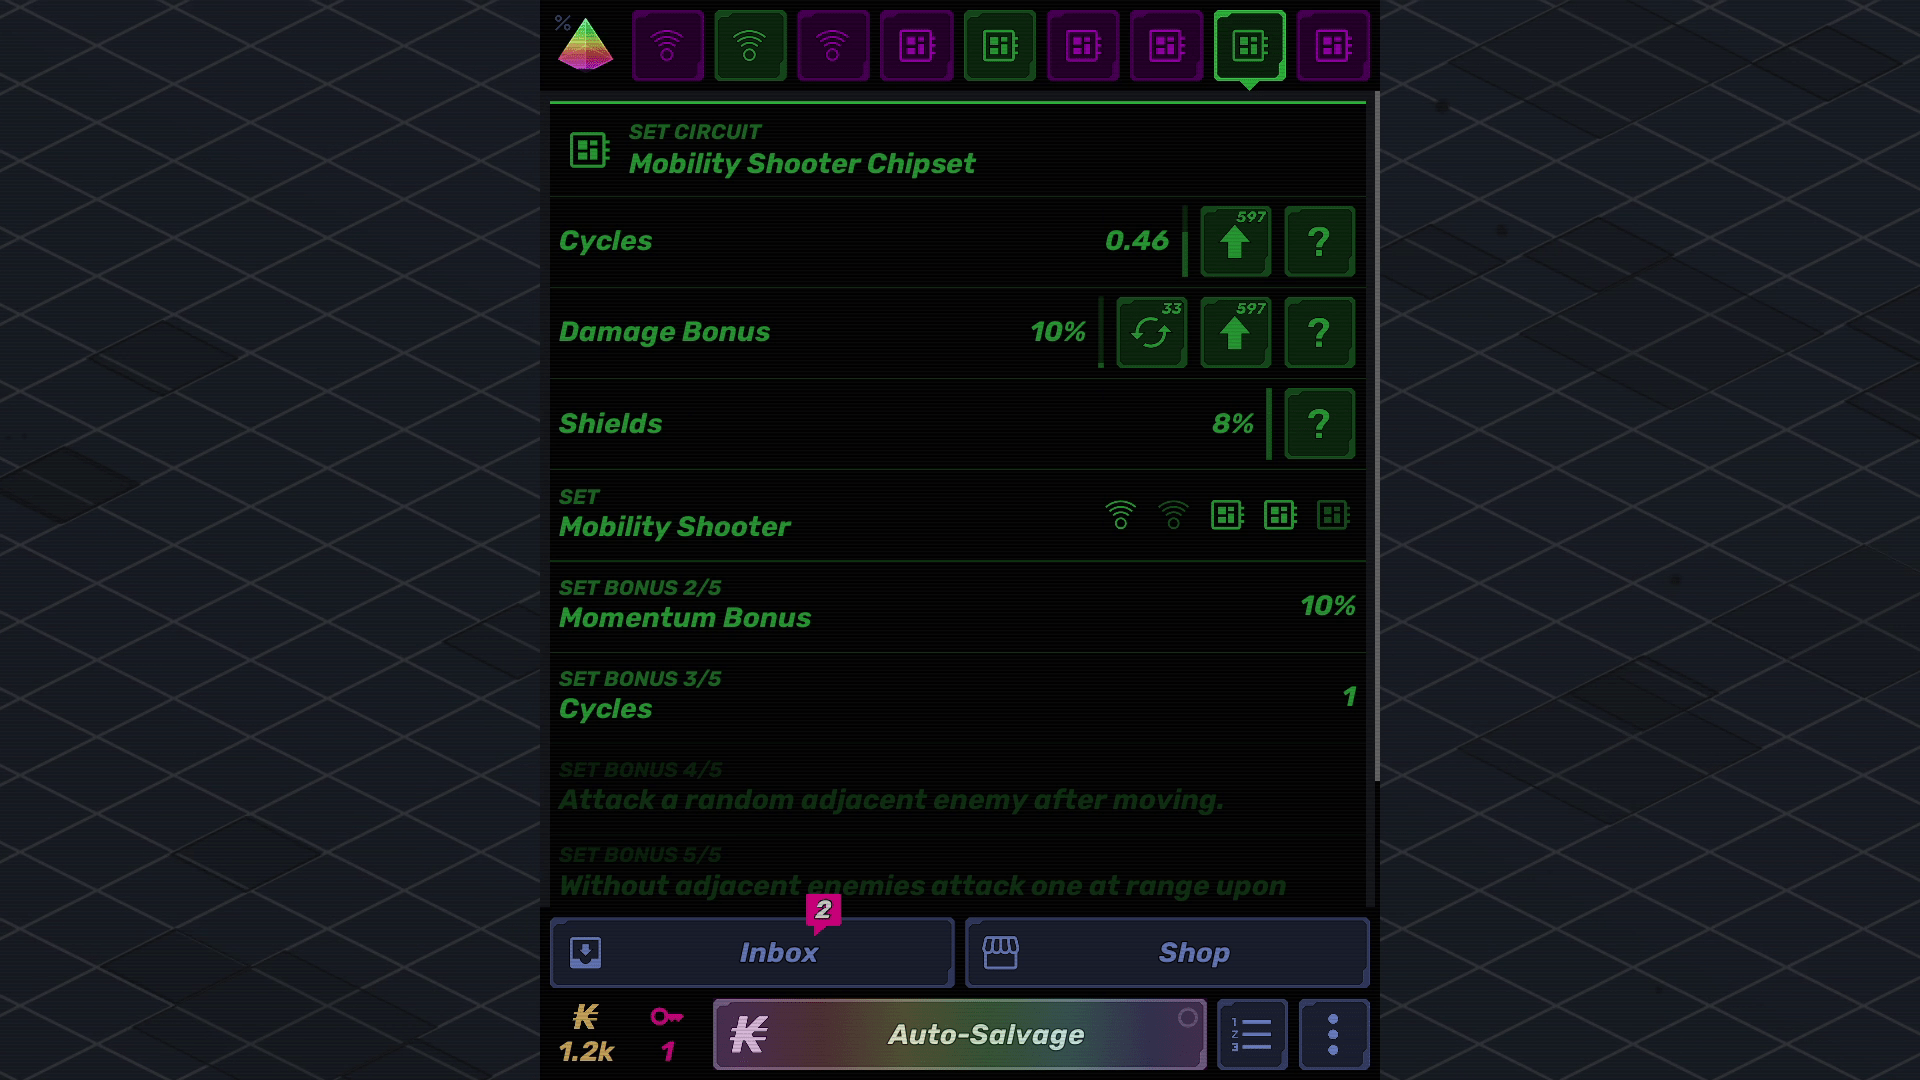 %
SET CIRCUIT
Mobility Shooter Chipset
Cycles
0.46
597
?
Damage Bonus
10%
33
597
?
Shields
8%
?
SET
Mobility Shooter
SET BONUS 2/5
Momentum Bonus
10%
SET BONUS 3/5
Cycles
1
SET BONUS 4/5
Attack a random adjacent enemy after moving.
SET BONUS 5/5
Without adjacent enemies attack one at range upon
2
Inbox
Shop
1.2k
1
Auto-Salvage
1
2
3